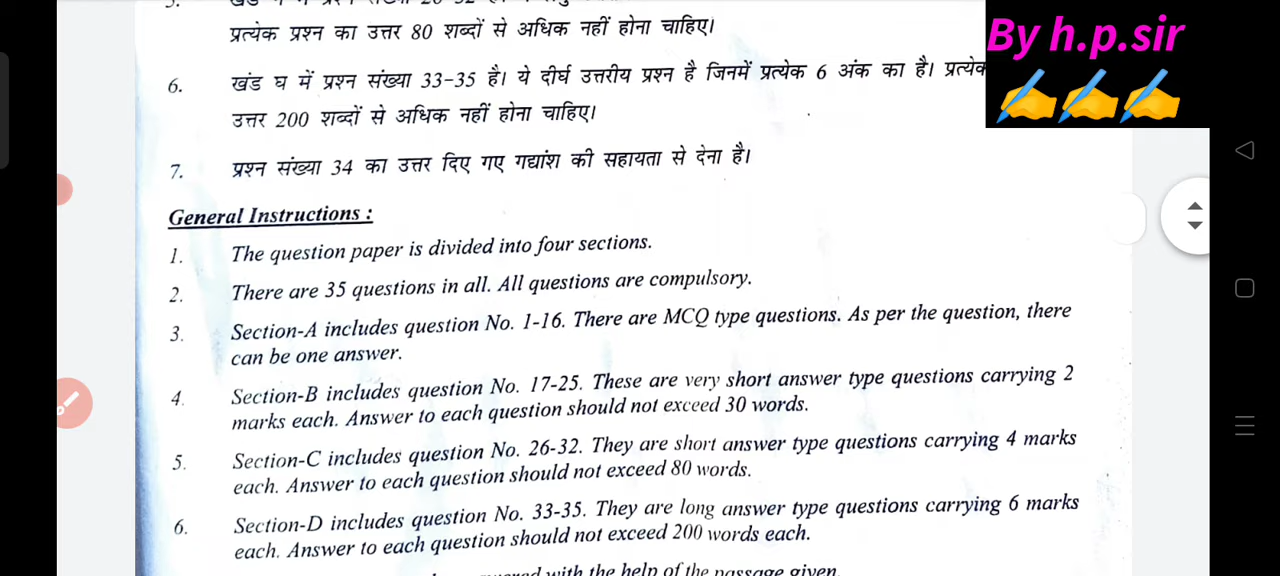 प्रत्येक प्रश्न का उत्तर 80 शब्दों से अधिक नहीं होना चाहिए।
By h.p.sir
6. खंड घ में प्रश्न संख्या 33-35 है। ये दीर्घ उत्तरीय प्रश्न है जिनमें प्रत्येक 6 अंक का है। प्रत्येक
उत्तर 200 शब्दों से अधिक नहीं होना चाहिए।
7. प्रश्न संख्या 34 का उत्तर दिए गए गद्यांश की सहायता से देना है।
General Instructions :
1. The question paper is divided into four sections.
2. There are 35 questions in all. All questions are compulsory.
3. Section-A includes question No. 1-16. There are MCQ type questions. As per the question, there
can be one answer.
4. Section-B includes question No. 17-25. These are very short answer type questions carrying 2
marks each. Answer to each question should not exceed 30 words.
5. Section-C includes question No. 26-32. They are short answer type questions carrying 4 marks
each. Answer to each question should not exceed 80 words.
6. Section-D includes question No. 33-35. They are long answer type questions carrying 6 marks
each. Answer to each question should not exceed 200 words each.
with the help of the passage given.